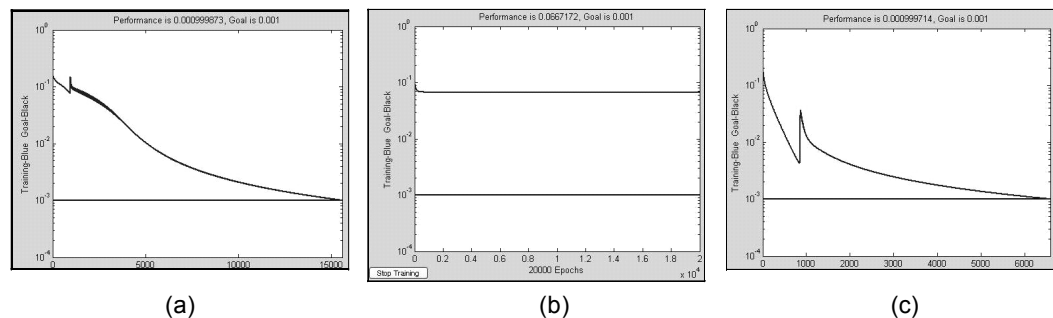 Performance is 0.000999873, Goal is 0.001
10^0
10^-1
10^-2
10^-3
10^-4
Training-Blue Goal-Black
0 5000 10000 15000
(a)
Performance is 0.0667172, Goal is 0.001
10^0
10^-1
10^-2
10^-3
10^-4
Training-Blue Goal-Black
0 0.2 0.4 0.6 0.8 1 1.2 1.4 1.6 1.8 2
20000 Epochs
x 10^4
Stop Training
(b)
Performance is 0.000999714, Goal is 0.001
10^0
10^-1
10^-2
10^-3
10^-4
Training-Blue Goal-Black
0 1000 2000 3000 4000 5000 6000
(c)